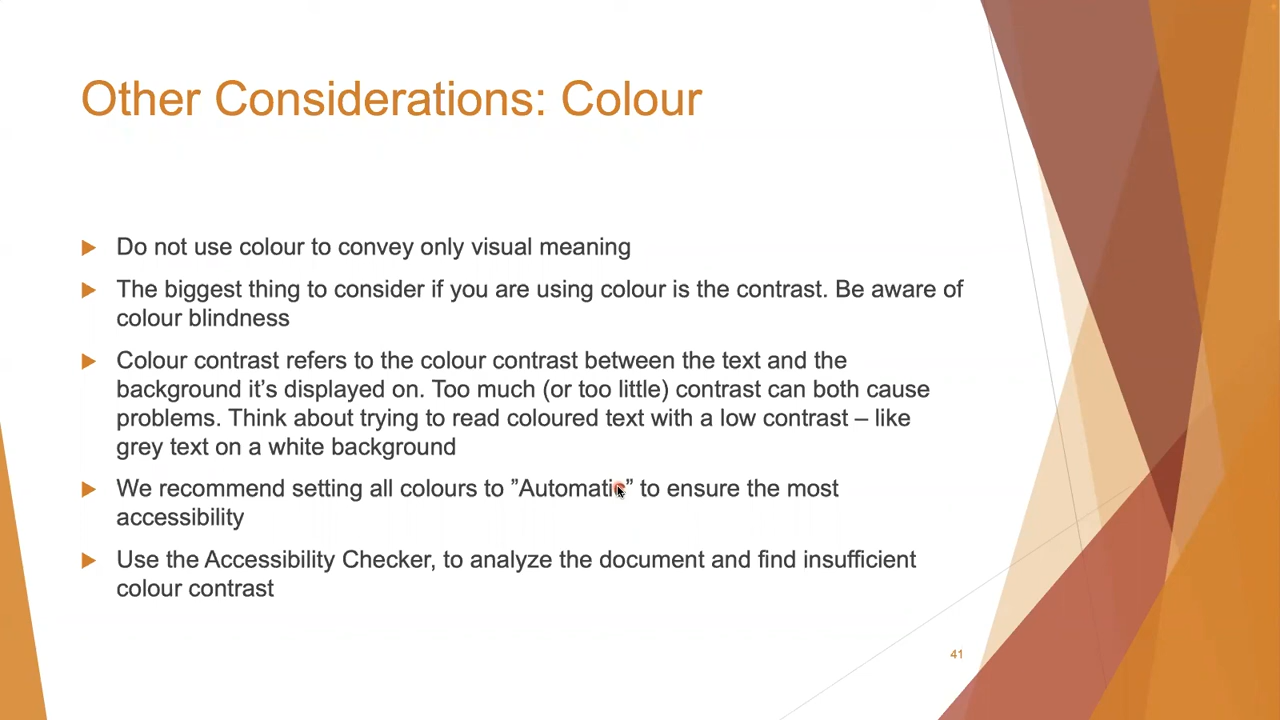 Other Considerations: Colour
Do not use colour to convey only visual meaning
The biggest thing to consider if you are using colour is the contrast. Be aware of
colour blindness
Colour contrast refers to the colour contrast between the text and the
background it’s displayed on. Too much (or too little) contrast can both cause
problems. Think about trying to read coloured text with a low contrast – like
grey text on a white background
We recommend setting all colours to ”Automatic” to ensure the most
accessibility
Use the Accessibility Checker, to analyze the document and find insufficient
colour contrast
41